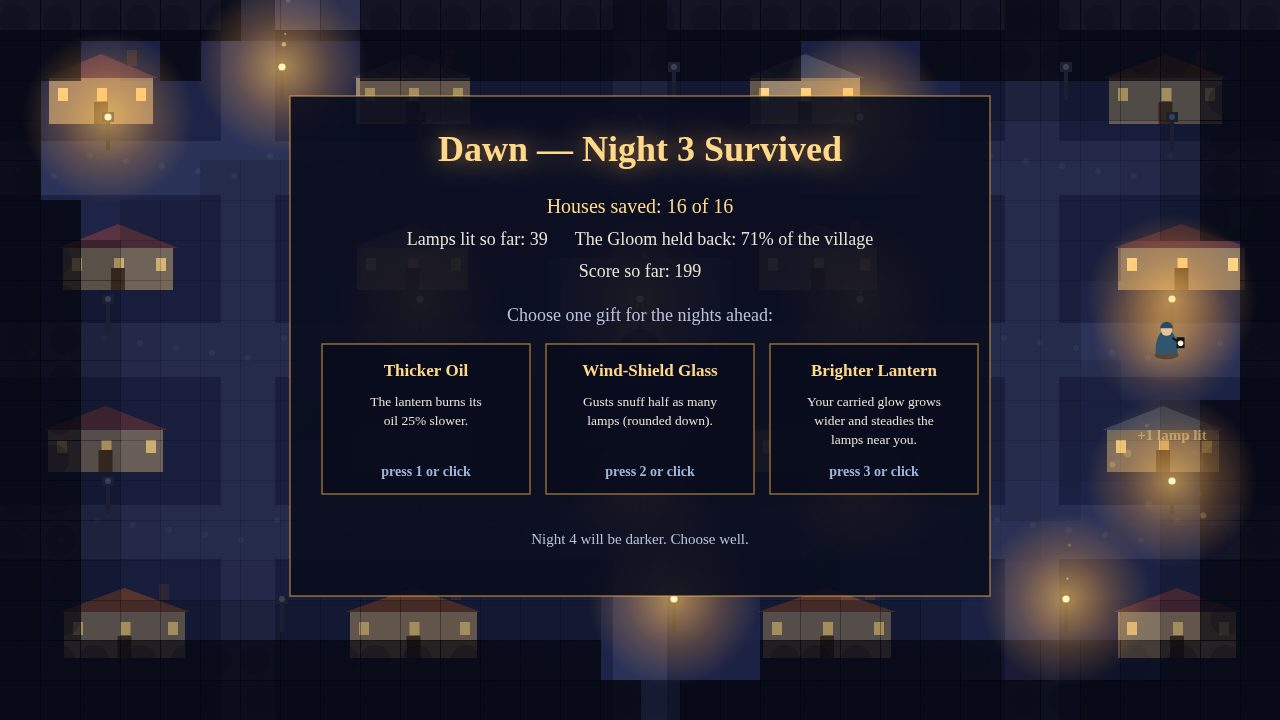 Dawn — Night 3 Survived
Houses saved: 16 of 16
Lamps lit so far: 39 The Gloom held back: 71% of the village
Score so far: 199
Choose one gift for the nights ahead:
Thicker Oil
The lantern burns its
oil 25% slower.
press 1 or click
Wind-Shield Glass
Gusts snuff half as many
lamps (rounded down).
press 2 or click
Brighter Lantern
Your carried glow grows
wider and steadies the
lamps near you.
press 3 or click
+1 lamp lit
Night 4 will be darker. Choose well.